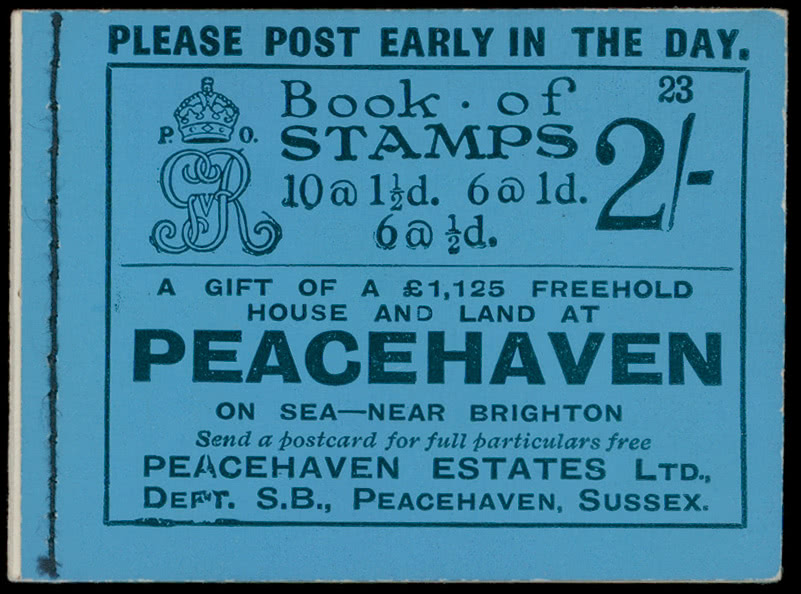 PLEASE POST EARLY IN THE DAY.
P. O.
GVR
Book · of
STAMPS
10 @ 1½d. 6 @ 1d.
6 @ ½d.
23
2/-
A GIFT OF A £1,125 FREEHOLD
HOUSE AND LAND AT
PEACEHAVEN
ON SEA—NEAR BRIGHTON
Send a postcard for full particulars free
PEACEHAVEN ESTATES LTD.,
DEPT. S.B., PEACEHAVEN, SUSSEX.